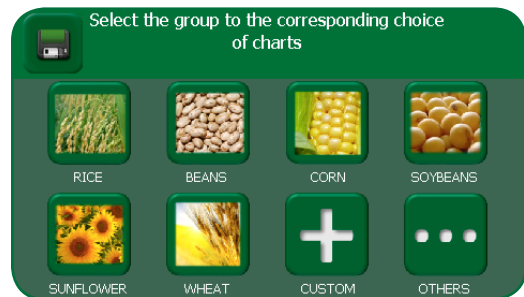 Select the group to the corresponding choice
of charts
RICE
BEANS
CORN
SOYBEANS
SUNFLOWER
WHEAT
CUSTOM
OTHERS